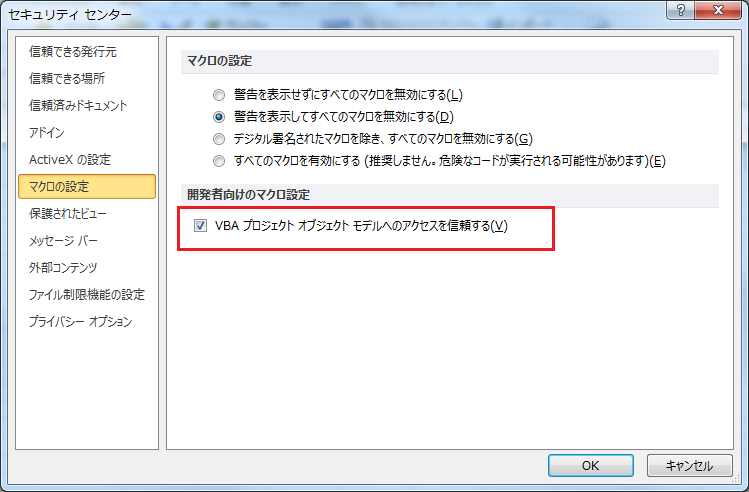 セキュリティ センター
信頼できる発行元
信頼できる場所
信頼済みドキュメント
アドイン
ActiveX の設定
マクロの設定
保護されたビュー
メッセージ バー
外部コンテンツ
ファイル制限機能の設定
プライバシー オプション
マクロの設定
警告を表示せずにすべてのマクロを無効にする(L)
警告を表示してすべてのマクロを無効にする(D)
デジタル署名されたマクロを除き、すべてのマクロを無効にする(G)
すべてのマクロを有効にする (推奨しません。危険なコードが実行される可能性があります)(E)
開発者向けのマクロ設定
VBA プロジェクト オブジェクト モデルへのアクセスを信頼する(V)
OK
キャンセル